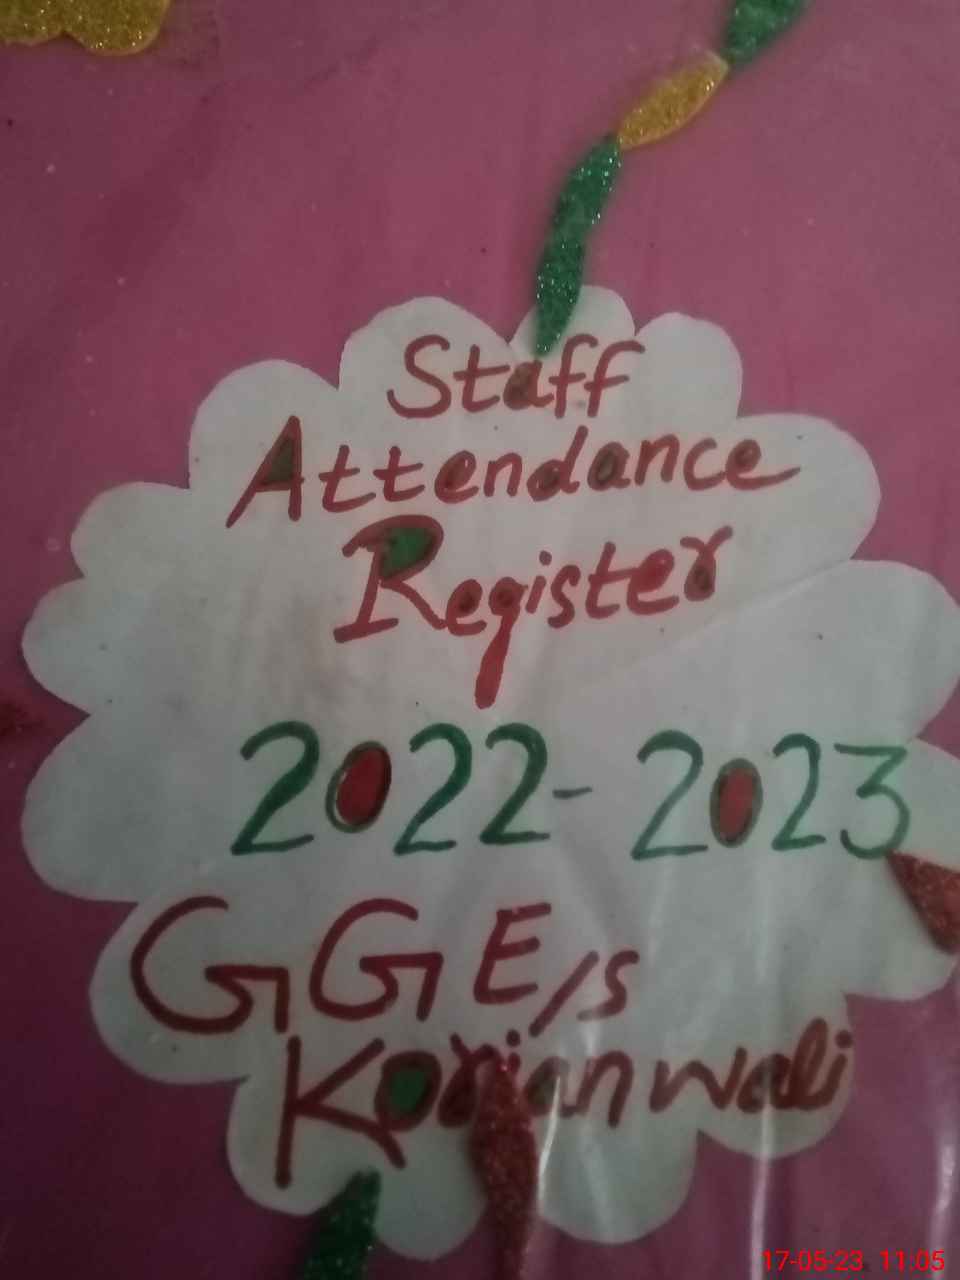 Staff
Attendance
Register
2022-2023
GGE/s
Korianwali
17-05-23 11:05